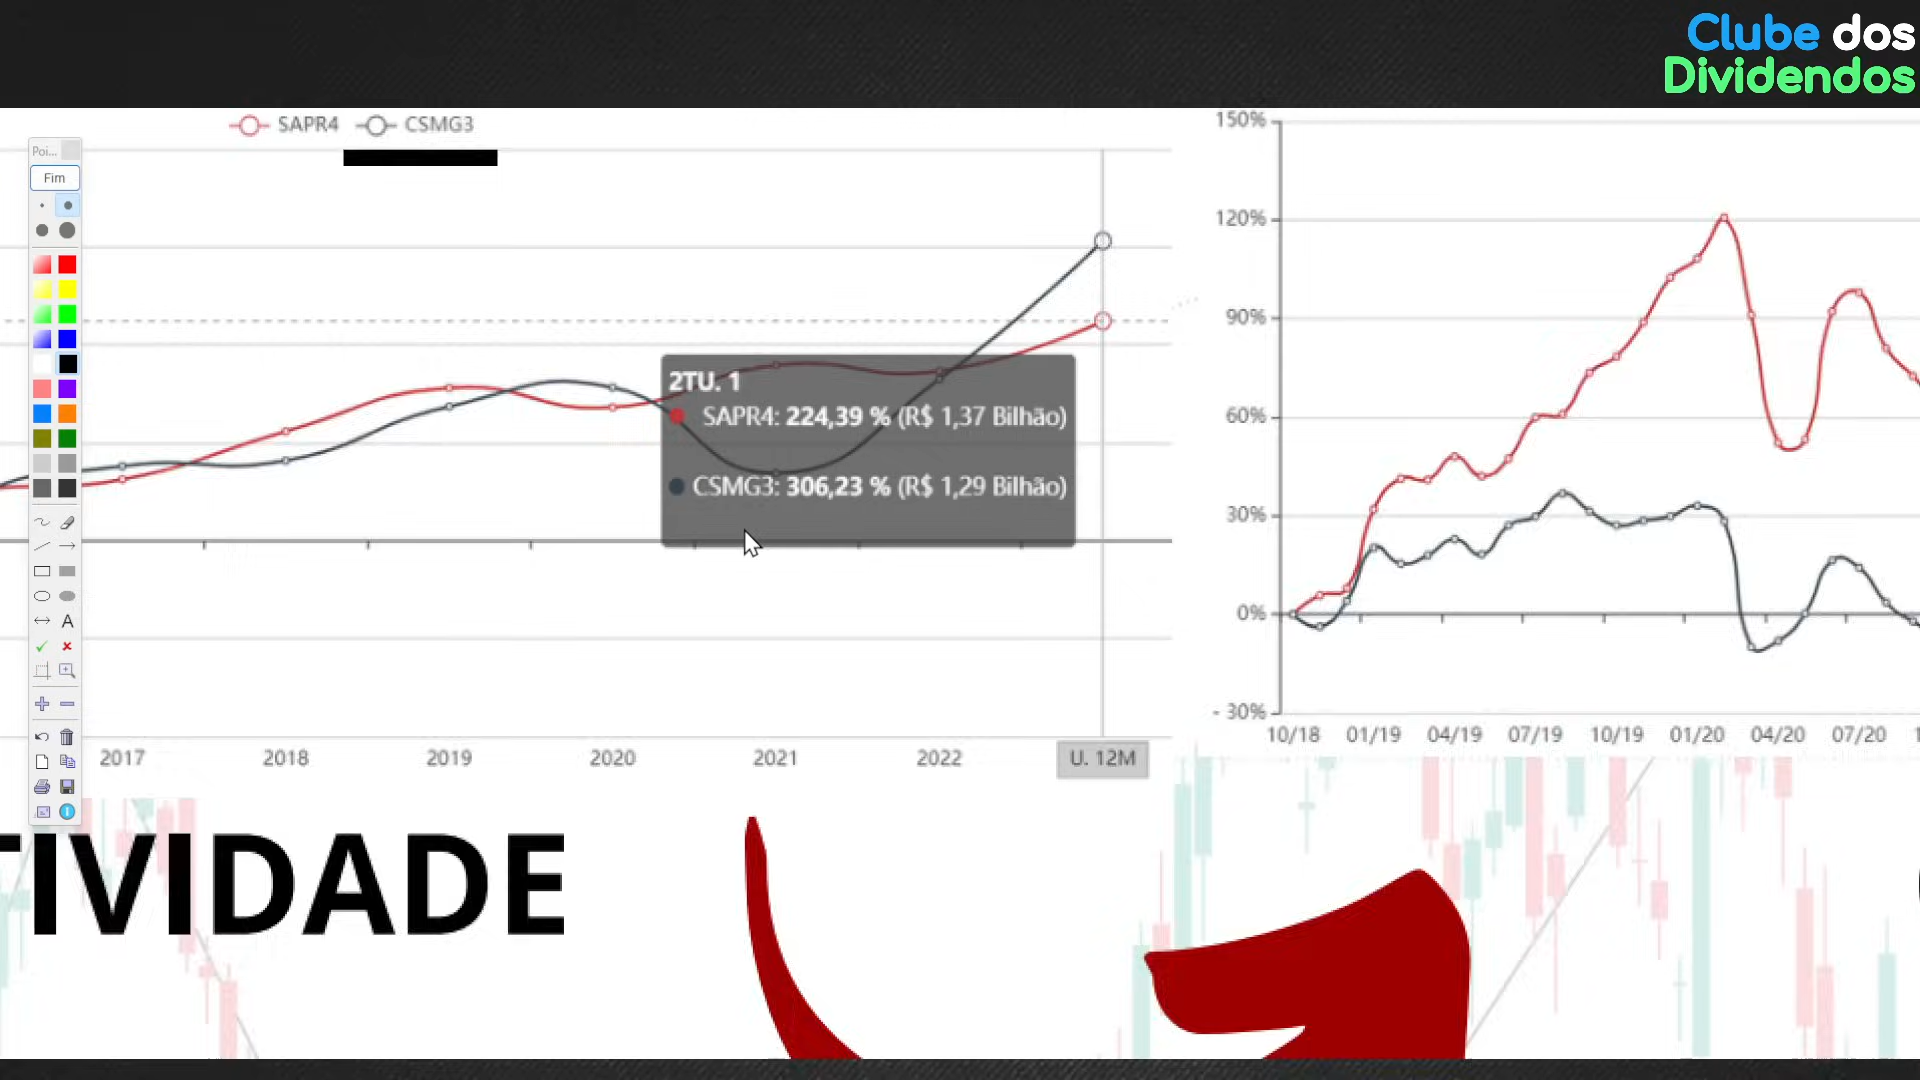 Clube dos
Dividendos
SAPR4 CSMG3
Poi...
Fim
A
2TU. 1
SAPR4: 224,39 % (R$ 1,37 Bilhão)
CSMG3: 306,23 % (R$ 1,29 Bilhão)
2017 2018 2019 2020 2021 2022 U. 12M
150%
120%
90%
60%
30%
0%
- 30%
10/18 01/19 04/19 07/19 10/19 01/20 04/20 07/20
TIVIDADE